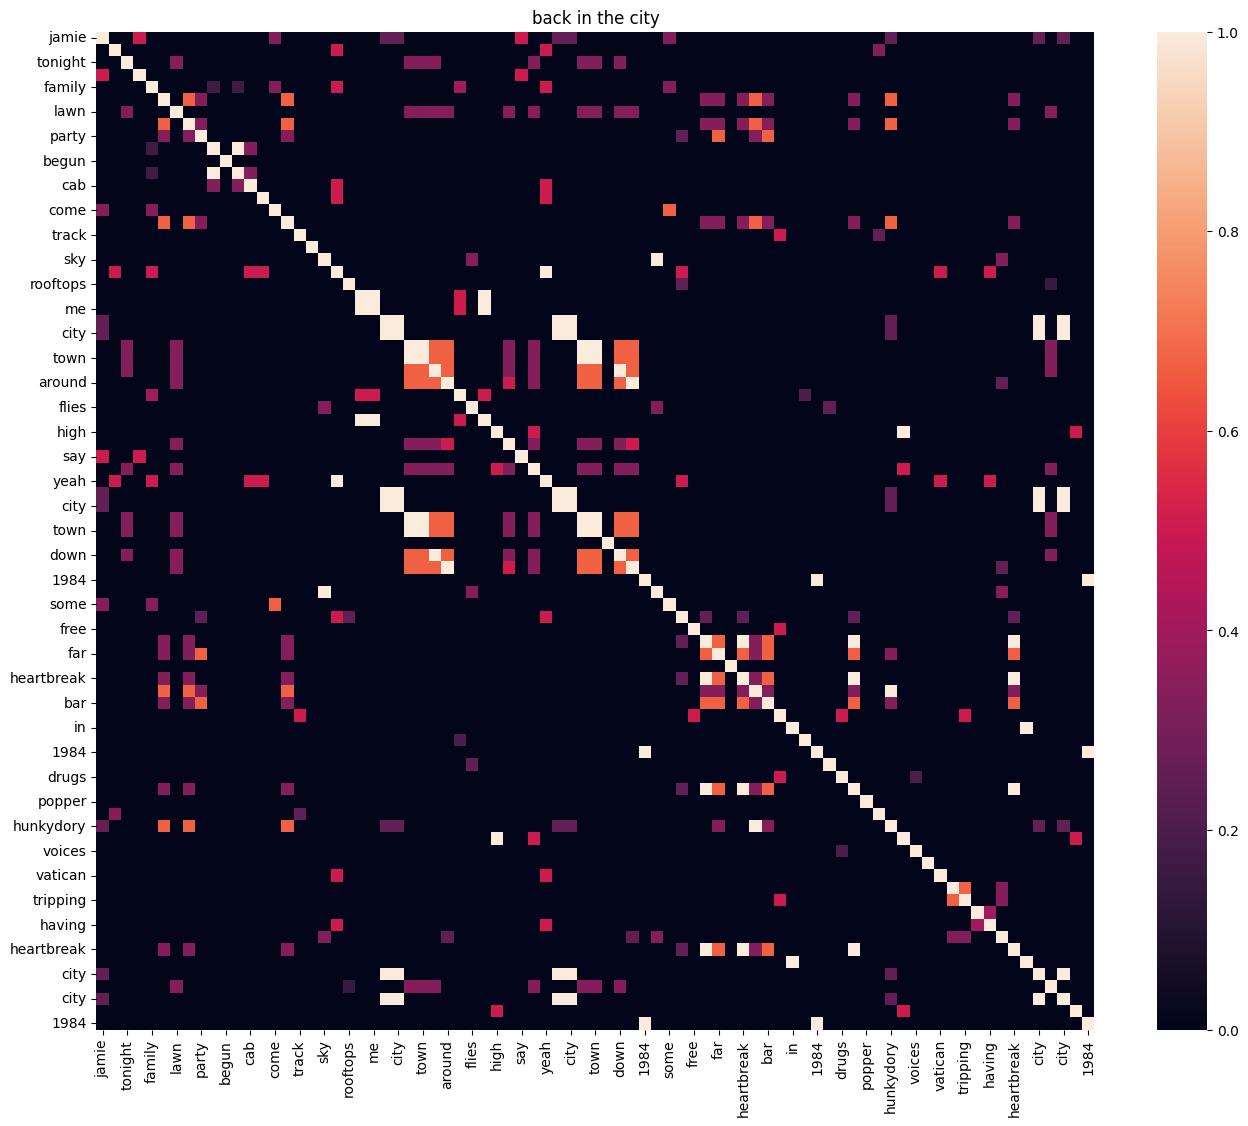 back in the city
jamie
tonight
family
lawn
party
begun
cab
come
track
sky
rooftops
me
city
town
around
flies
high
say
yeah
city
town
down
1984
some
free
far
heartbreak
bar
in
1984
drugs
popper
hunkydory
voices
vatican
tripping
having
heartbreak
city
city
1984
jamie
tonight
family
lawn
party
begun
cab
come
track
sky
rooftops
me
city
town
around
flies
high
say
yeah
city
town
down
1984
some
free
far
heartbreak
bar
in
1984
drugs
popper
hunkydory
voices
vatican
tripping
having
heartbreak
city
city
1984
1.0
0.8
0.6
0.4
0.2
0.0